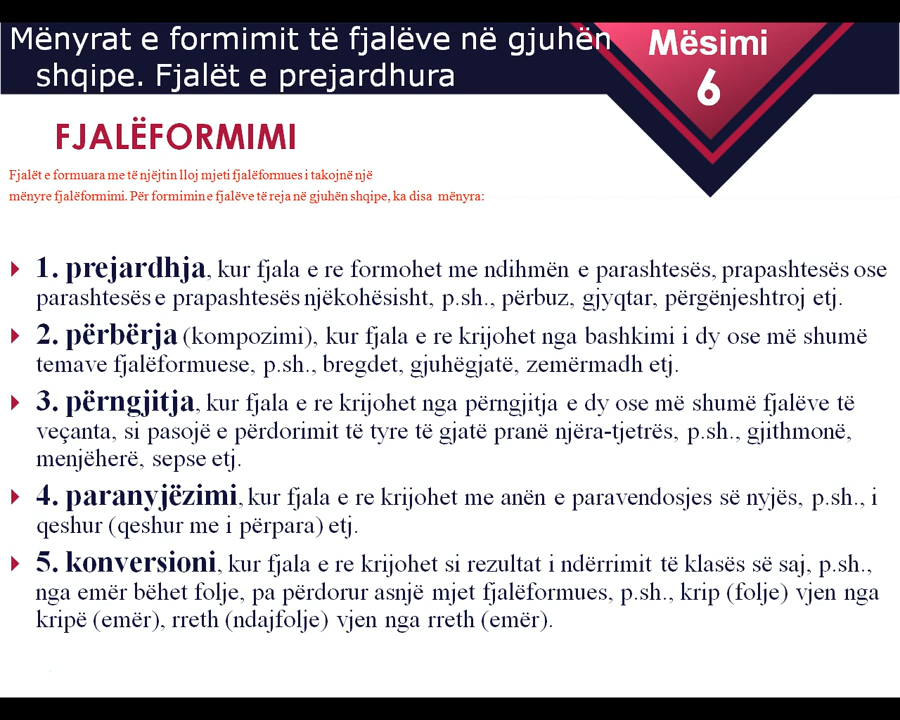 Mënyrat e formimit të fjalëve në gjuhën
shqipe. Fjalët e prejardhura
Mësimi
6
FJALËFORMIMI
Fjalët e formuara me të njëjtin lloj mjeti fjalëformues i takojnë një
mënyre fjalëformimi. Për formimin e fjalëve të reja në gjuhën shqipe, ka disa mënyra:
1. prejardhja, kur fjala e re formohet me ndihmën e parashtesës, prapashtesës ose
parashtesës e prapashtesës njëkohësisht, p.sh., përbuz, gjyqtar, përgënjeshtroj etj.
2. përbërja (kompozimi), kur fjala e re krijohet nga bashkimi i dy ose më shumë
temave fjalëformuese, p.sh., bregdet, gjuhëgjatë, zemërmadh etj.
3. përngjitja, kur fjala e re krijohet nga përngjitja e dy ose më shumë fjalëve të
veçanta, si pasojë e përdorimit të tyre të gjatë pranë njëra-tjetrës, p.sh., gjithmonë,
menjëherë, sepse etj.
4. paranyjëzimi, kur fjala e re krijohet me anën e paravendosjes së nyjës, p.sh., i
qeshur (qeshur me i përpara) etj.
5. konversioni, kur fjala e re krijohet si rezultat i ndërrimit të klasës së saj, p.sh.,
nga emër bëhet folje, pa përdorur asnjë mjet fjalëformues, p.sh., krip (folje) vjen nga
kripë (emër), rreth (ndajfolje) vjen nga rreth (emër).